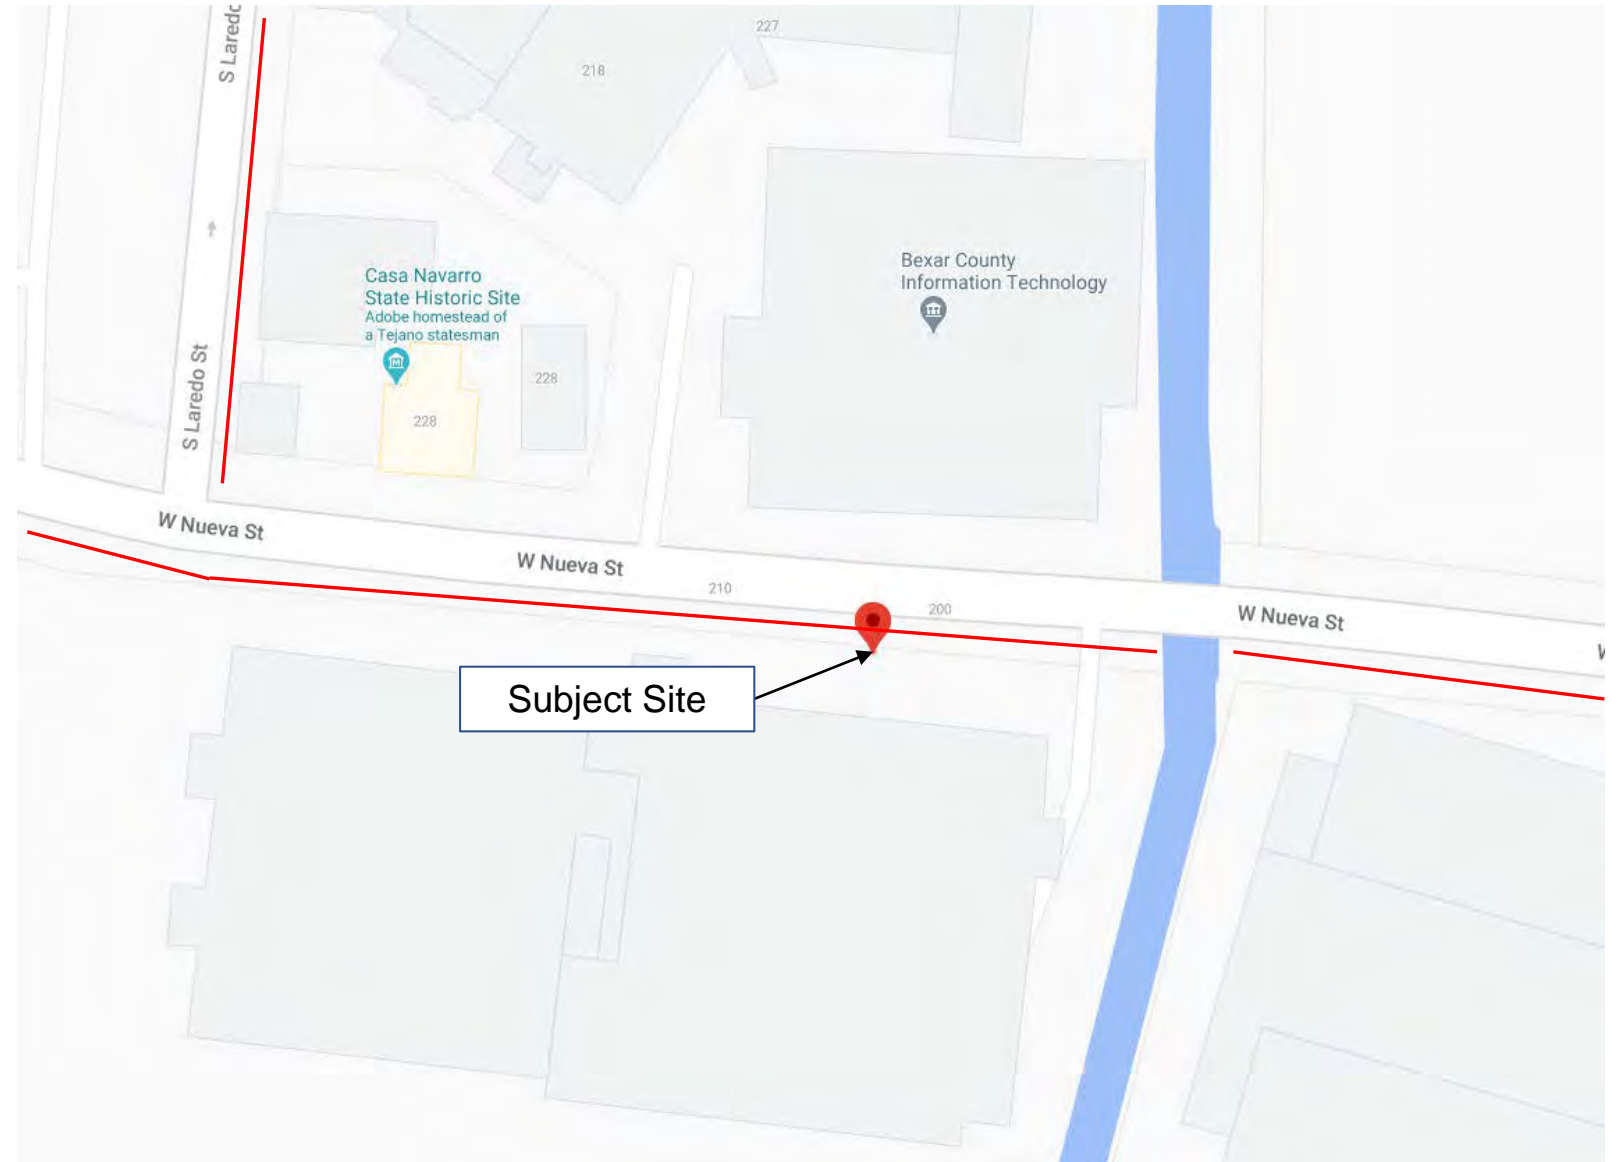 S Laredo
227
218
Casa Navarro
State Historic Site
Adobe homestead of
a Tejano statesman
Bexar County
Information Technology
S Laredo St
228
228
W Nueva St
W Nueva St
210
200
W Nueva St
W
Subject Site